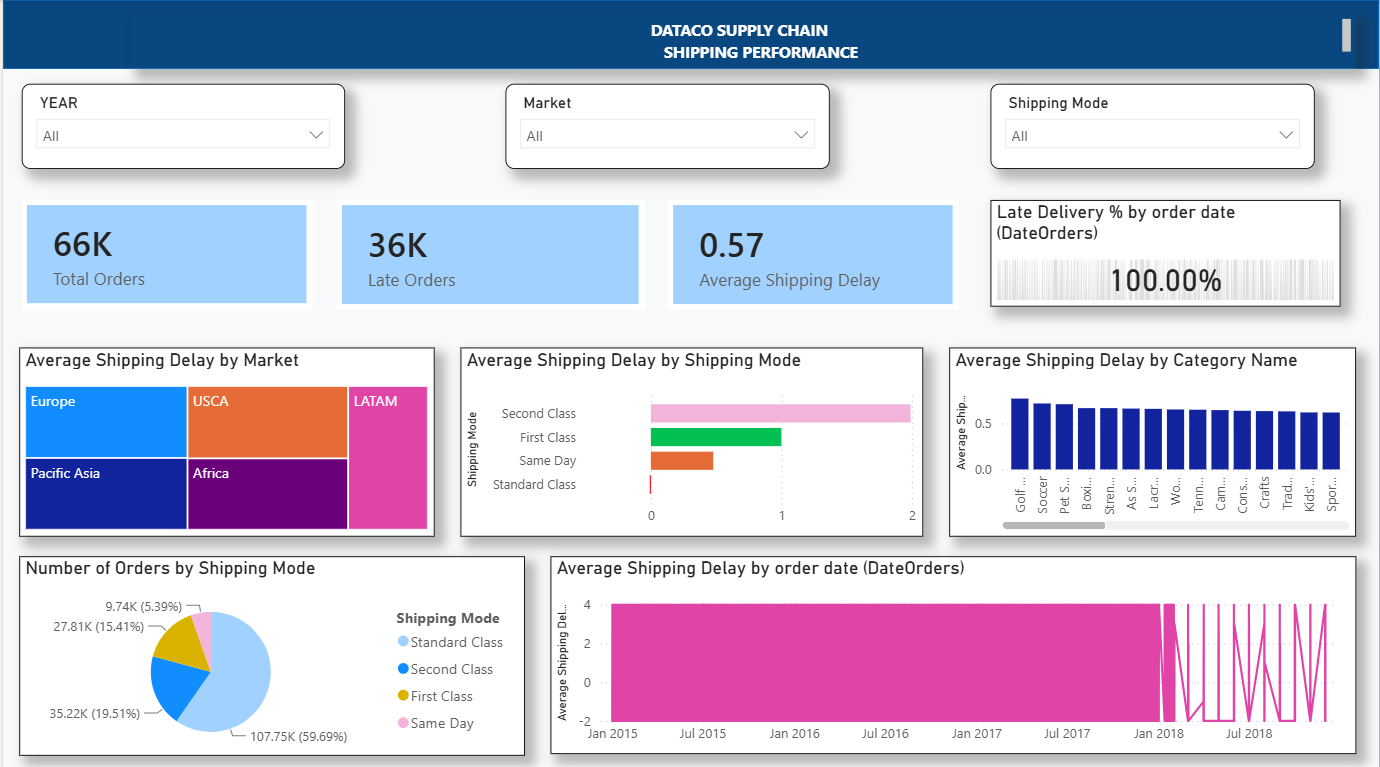 DATACO SUPPLY CHAIN
SHIPPING PERFORMANCE
YEAR
All
Market
All
Shipping Mode
All
66K
Total Orders
36K
Late Orders
0.57
Average Shipping Delay
Late Delivery % by order date
(DateOrders)
100.00%
Average Shipping Delay by Market
Europe
USCA
LATAM
Pacific Asia
Africa
Average Shipping Delay by Shipping Mode
Shipping Mode
Second Class
First Class
Same Day
Standard Class
0 1 2
Average Shipping Delay by Category Name
Average Ship...
0.5
0.0
Golf ...
Soccer
Pet S...
Boxi...
Stren...
As S...
Lacr...
Wo...
Tenn...
Cam...
Cons...
Crafts
Trad...
Kids'...
Spor...
Number of Orders by Shipping Mode
9.74K (5.39%)
27.81K (15.41%)
35.22K (19.51%)
107.75K (59.69%)
Shipping Mode
Standard Class
Second Class
First Class
Same Day
Average Shipping Delay by order date (DateOrders)
Average Shipping Del...
4
2
0
-2
Jan 2015 Jul 2015 Jan 2016 Jul 2016 Jan 2017 Jul 2017 Jan 2018 Jul 2018